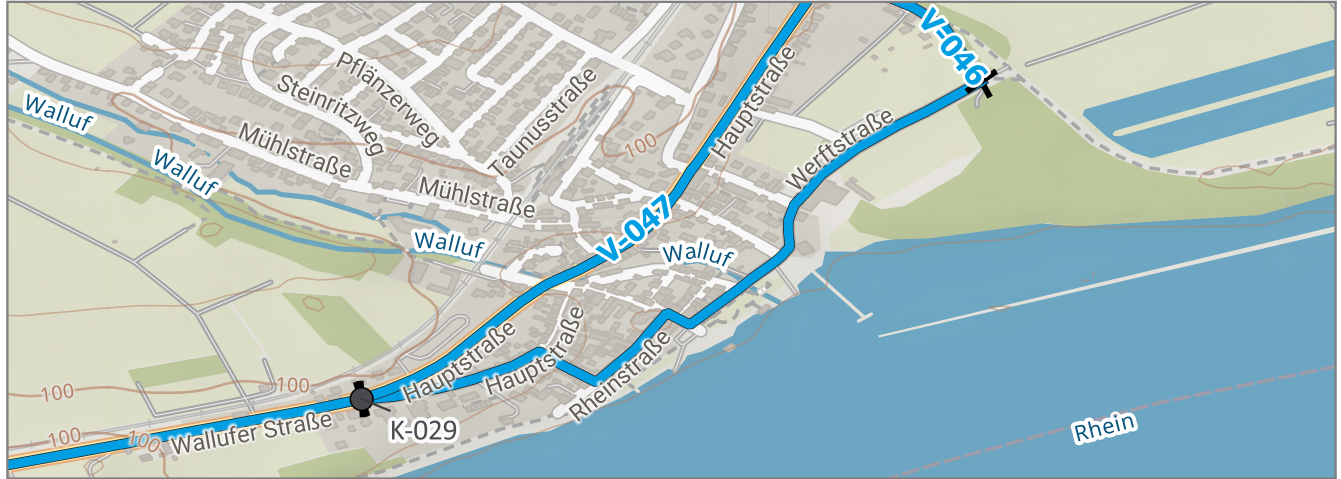 V-046
Pflänzerweg
Hauptstraße
Taunusstraße
Steinritzweg
Walluf
Mühlstraße
100
Werftstraße
Walluf
Mühlstraße
V-047
Walluf
Walluf
Hauptstraße
Hauptstraße
Rheinstraße
100
100
K-029
Wallufer Straße
100
100
Rhein